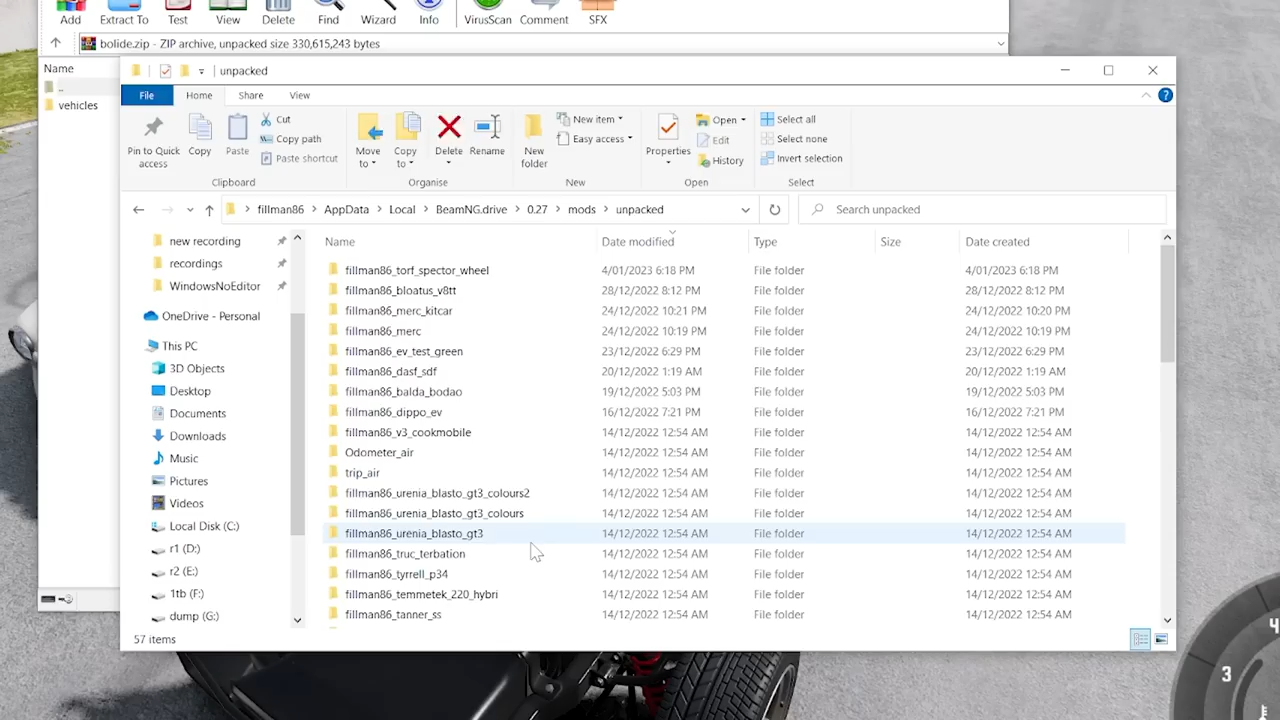 Add Extract To Test View Delete Find Wizard Info VirusScan Comment SFX
bolide.zip - ZIP archive, unpacked size 330,615,243 bytes
Name
..
vehicles
unpacked
File Home Share View
Pin to Quick access
Copy
Paste
Cut
Copy path
Paste shortcut
Clipboard
Move to
Copy to
Delete
Rename
Organise
New folder
New item
Easy access
New
Properties
Open
Edit
History
Open
Select all
Select none
Invert selection
Select
fillman86 > AppData > Local > BeamNG.drive > 0.27 > mods > unpacked
Search unpacked
new recording
recordings
WindowsNoEditor
OneDrive - Personal
This PC
3D Objects
Desktop
Documents
Downloads
Music
Pictures
Videos
Local Disk (C:)
r1 (D:)
r2 (E:)
1tb (F:)
dump (G:)
Name Date modified Type Size Date created
fillman86_torf_spector_wheel 4/01/2023 6:18 PM File folder 4/01/2023 6:18 PM
fillman86_bloatus_v8tt 28/12/2022 8:12 PM File folder 28/12/2022 8:12 PM
fillman86_merc_kitcar 24/12/2022 10:21 PM File folder 24/12/2022 10:20 PM
fillman86_merc 24/12/2022 10:19 PM File folder 24/12/2022 10:19 PM
fillman86_ev_test_green 23/12/2022 6:29 PM File folder 23/12/2022 6:29 PM
fillman86_dasf_sdf 20/12/2022 1:19 AM File folder 20/12/2022 1:19 AM
fillman86_balda_bodao 19/12/2022 5:03 PM File folder 19/12/2022 5:03 PM
fillman86_dippo_ev 16/12/2022 7:21 PM File folder 16/12/2022 7:21 PM
fillman86_v3_cookmobile 14/12/2022 12:54 AM File folder 14/12/2022 12:54 AM
Odometer_air 14/12/2022 12:54 AM File folder 14/12/2022 12:54 AM
trip_air 14/12/2022 12:54 AM File folder 14/12/2022 12:54 AM
fillman86_urenia_blasto_gt3_colours2 14/12/2022 12:54 AM File folder 14/12/2022 12:54 AM
fillman86_urenia_blasto_gt3_colours 14/12/2022 12:54 AM File folder 14/12/2022 12:54 AM
fillman86_urenia_blasto_gt3 14/12/2022 12:54 AM File folder 14/12/2022 12:54 AM
fillman86_truc_terbation 14/12/2022 12:54 AM File folder 14/12/2022 12:54 AM
fillman86_tyrrell_p34 14/12/2022 12:54 AM File folder 14/12/2022 12:54 AM
fillman86_temmetek_220_hybri 14/12/2022 12:54 AM File folder 14/12/2022 12:54 AM
fillman86_tanner_ss 14/12/2022 12:54 AM File folder 14/12/2022 12:54 AM
57 items
4
3